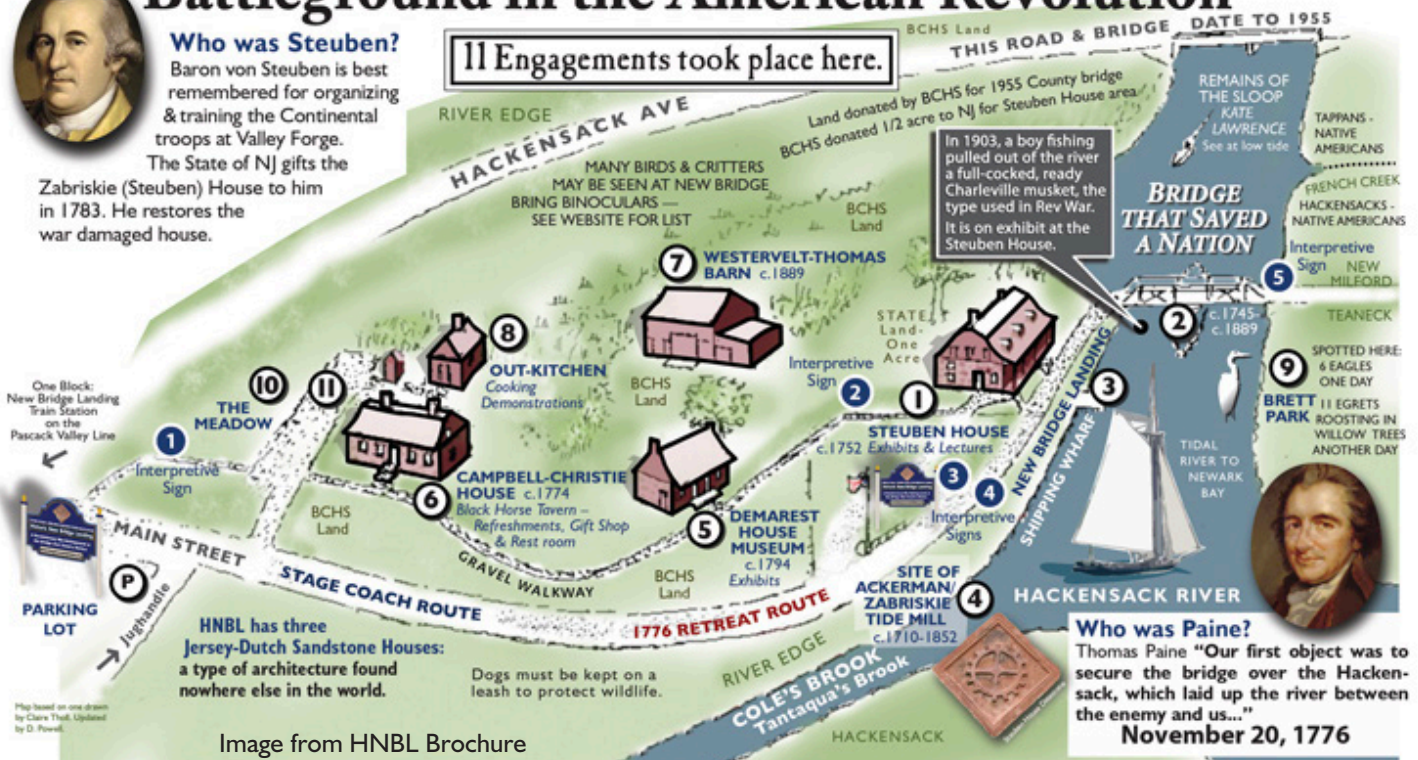 Battleground in the American Revolution
Who was Steuben?
Baron von Steuben is best
remembered for organizing
& training the Continental
troops at Valley Forge.
The State of NJ gifts the
Zabriskie (Steuben) House to him
in 1783. He restores the
war damaged house.
11 Engagements took place here.
BCHS Land
THIS ROAD & BRIDGE DATE TO 1955
RIVER EDGE
HACKENSACK AVE
Land donated by BCHS for 1955 County bridge
BCHS donated 1/2 acre to NJ for Steuben House area
MANY BIRDS & CRITTERS
MAY BE SEEN AT NEW BRIDGE
BRING BINOCULARS —
SEE WEBSITE FOR LIST
BCHS
Land
In 1903, a boy fishing
pulled out of the river
a full-cocked, ready
Charleville musket, the
type used in Rev War.
It is on exhibit at the
Steuben House.
REMAINS OF
THE SLOOP
KATE
LAWRENCE
See at low tide
TAPPANS -
NATIVE
AMERICANS
FRENCH CREEK
HACKENSACKS -
NATIVE AMERICANS
BRIDGE
THAT SAVED
A NATION
Interpretive
Sign
5
NEW
MILFORD
TEANECK
2
c.1745-
c.1889
7
WESTERVELT-THOMAS
BARN c.1889
STATE
Land-
One
Acre
8
OUT-KITCHEN
Cooking
Demonstrations
BCHS
Land
Interpretive
Sign
2
1
STEUBEN HOUSE
c.1752 Exhibits & Lectures
NEW BRIDGE LANDING
3
SHIPPING WHARF
9
BRETT
PARK
SPOTTED HERE:
6 EAGLES
ONE DAY
11 EGRETS
ROOSTING IN
WILLOW TREES
ANOTHER DAY
TIDAL
RIVER TO
NEWARK
BAY
One Block:
New Bridge Landing
Train Station
on the
Pascack Valley Line
10
11
THE
MEADOW
1
Interpretive
Sign
6
CAMPBELL-CHRISTIE
HOUSE c.1774
Black Horse Tavern –
Refreshments, Gift Shop
& Rest room
BCHS
Land
5
DEMAREST
HOUSE
MUSEUM
c.1794
Exhibits
3
4
Interpretive
Signs
MAIN STREET
P
PARKING
LOT
Jughandle
STAGE COACH ROUTE
GRAVEL WALKWAY
BCHS
Land
1776 RETREAT ROUTE
SITE OF
ACKERMAN/
ZABRISKIE
TIDE MILL
c.1710-1852
4
HACKENSACK RIVER
HNBL has three
Jersey-Dutch Sandstone Houses:
a type of architecture found
nowhere else in the world.
Dogs must be kept on a
leash to protect wildlife.
RIVER EDGE
COLE'S BROOK
Tantaqua's Brook
HACKENSACK
Who was Paine?
Thomas Paine "Our first object was to
secure the bridge over the Hacken-
sack, which laid up the river between
the enemy and us..."
November 20, 1776
Map based on one drawn
by Claire Tholl. Updated
by D. Powell.
Image from HNBL Brochure